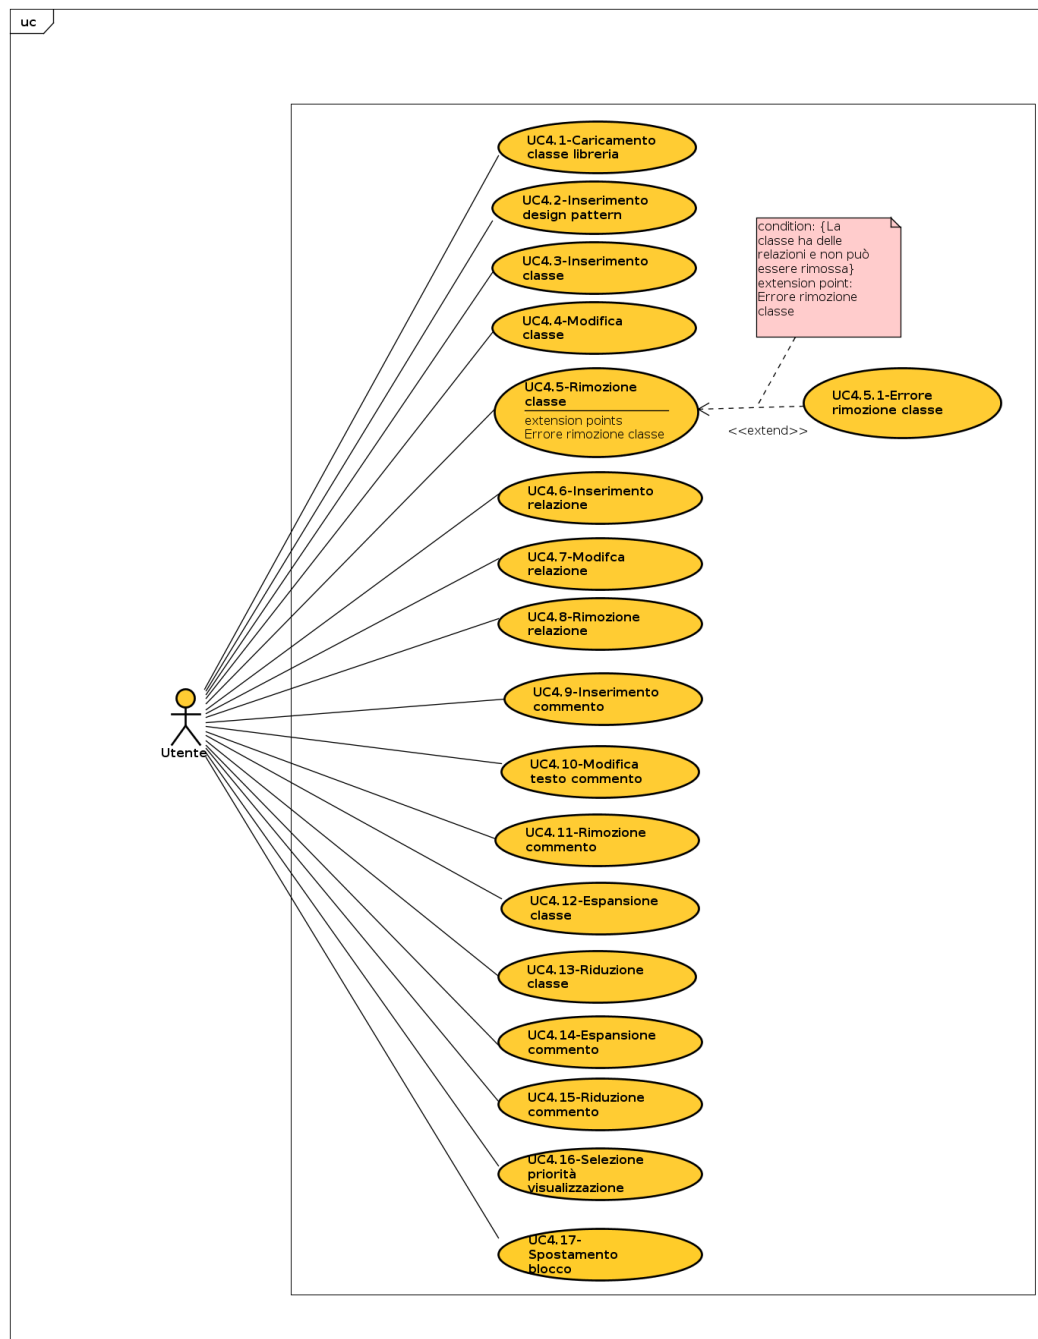 uc
UC4.1-Caricamento
classe libreria
UC4.2-Inserimento
design pattern
UC4.3-Inserimento
classe
UC4.4-Modifica
classe
condition: {La
classe ha delle
relazioni e non può
essere rimossa}
extension point:
Errore rimozione
classe
UC4.5-Rimozione
classe
extension points
Errore rimozione classe
UC4.5.1-Errore
rimozione classe
<<extend>>
UC4.6-Inserimento
relazione
UC4.7-Modifca
relazione
UC4.8-Rimozione
relazione
UC4.9-Inserimento
commento
Utente
UC4.10-Modifica
testo commento
UC4.11-Rimozione
commento
UC4.12-Espansione
classe
UC4.13-Riduzione
classe
UC4.14-Espansione
commento
UC4.15-Riduzione
commento
UC4.16-Selezione
priorità
visualizzazione
UC4.17-
Spostamento
blocco